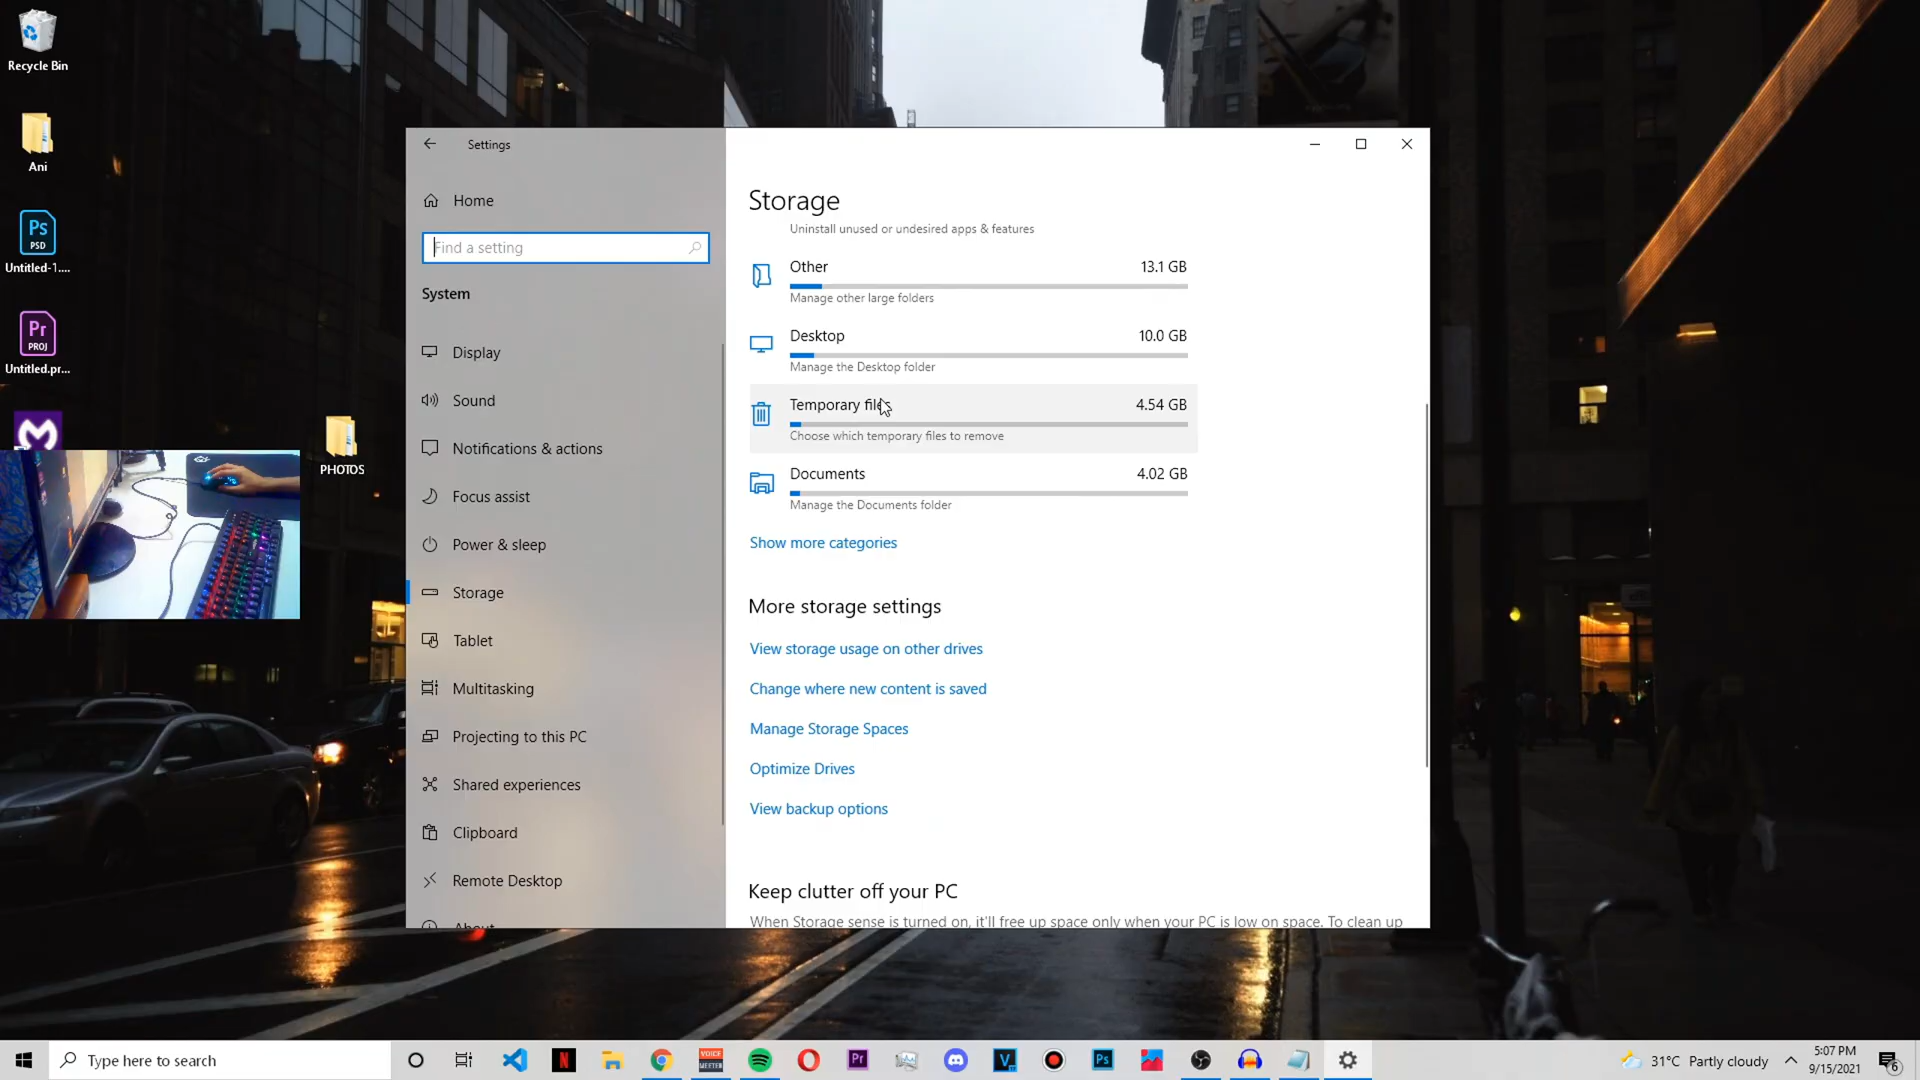 Recycle Bin
Ani
Ps
PSD
Untitled-1....
Pr
PROJ
Untitled.pr...
PHOTOS
Settings
Home
Find a setting
System
Display
Sound
Notifications & actions
Focus assist
Power & sleep
Storage
Tablet
Multitasking
Projecting to this PC
Shared experiences
Clipboard
Remote Desktop
About
Storage
Uninstall unused or undesired apps & features
Other 13.1 GB
Manage other large folders
Desktop 10.0 GB
Manage the Desktop folder
Temporary files 4.54 GB
Choose which temporary files to remove
Documents 4.02 GB
Manage the Documents folder
Show more categories
More storage settings
View storage usage on other drives
Change where new content is saved
Manage Storage Spaces
Optimize Drives
View backup options
Keep clutter off your PC
When Storage sense is turned on, it'll free up space only when your PC is low on space. To clean up
Type here to search
N
VOICE
MEETER
Pr
V
Ps
31°C Partly cloudy
5:07 PM
9/15/2021
6